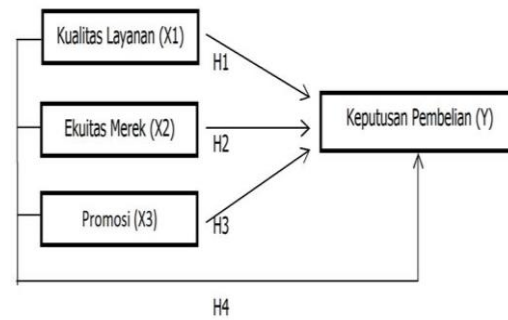 Kualitas Layanan (X1)
H1
Ekuitas Merek (X2)
H2
Keputusan Pembelian (Y)
Promosi (X3)
H3
H4